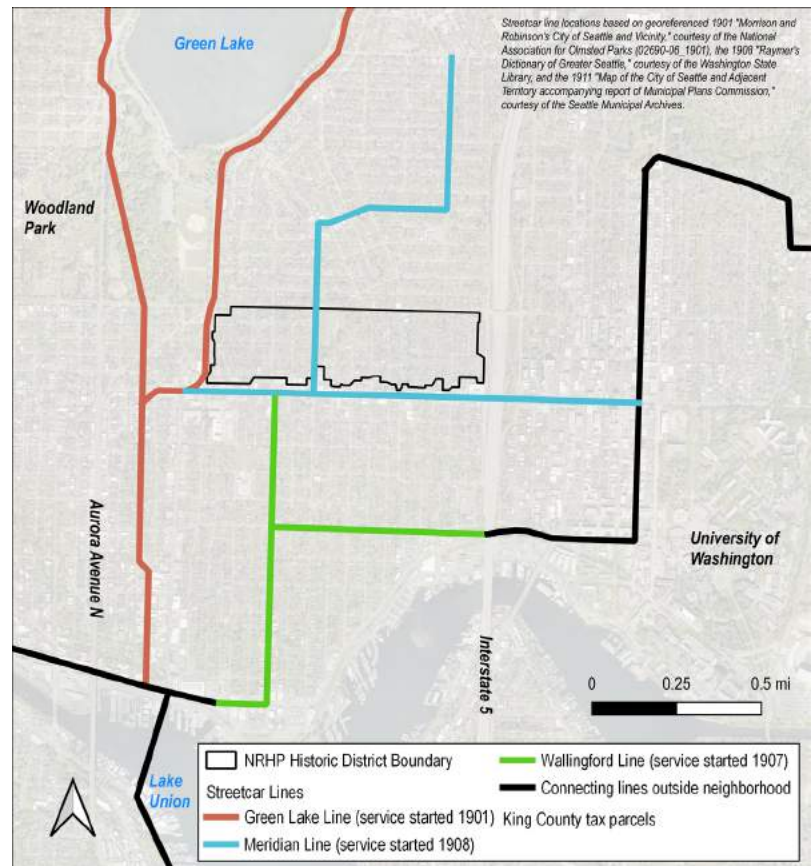 Streetcar line locations based on georeferenced 1901 "Morrison and
Robinson's City of Seattle and Vicinity," courtesy of the National
Association for Olmsted Parks (02690-06_1901), the 1908 "Raymer's
Dictionary of Greater Seattle," courtesy of the Washington State
Library, and the 1911 "Map of the City of Seattle and Adjacent
Territory accompanying report of Municipal Plans Commission,"
courtesy of the Seattle Municipal Archives.
Green Lake
Woodland
Park
Aurora Avenue N
University of
Washington
Interstate 5
0 0.25 0.5 mi
Lake
Union
NRHP Historic District Boundary
Streetcar Lines
Green Lake Line (service started 1901)
Meridian Line (service started 1908)
Wallingford Line (service started 1907)
Connecting lines outside neighborhood
King County tax parcels